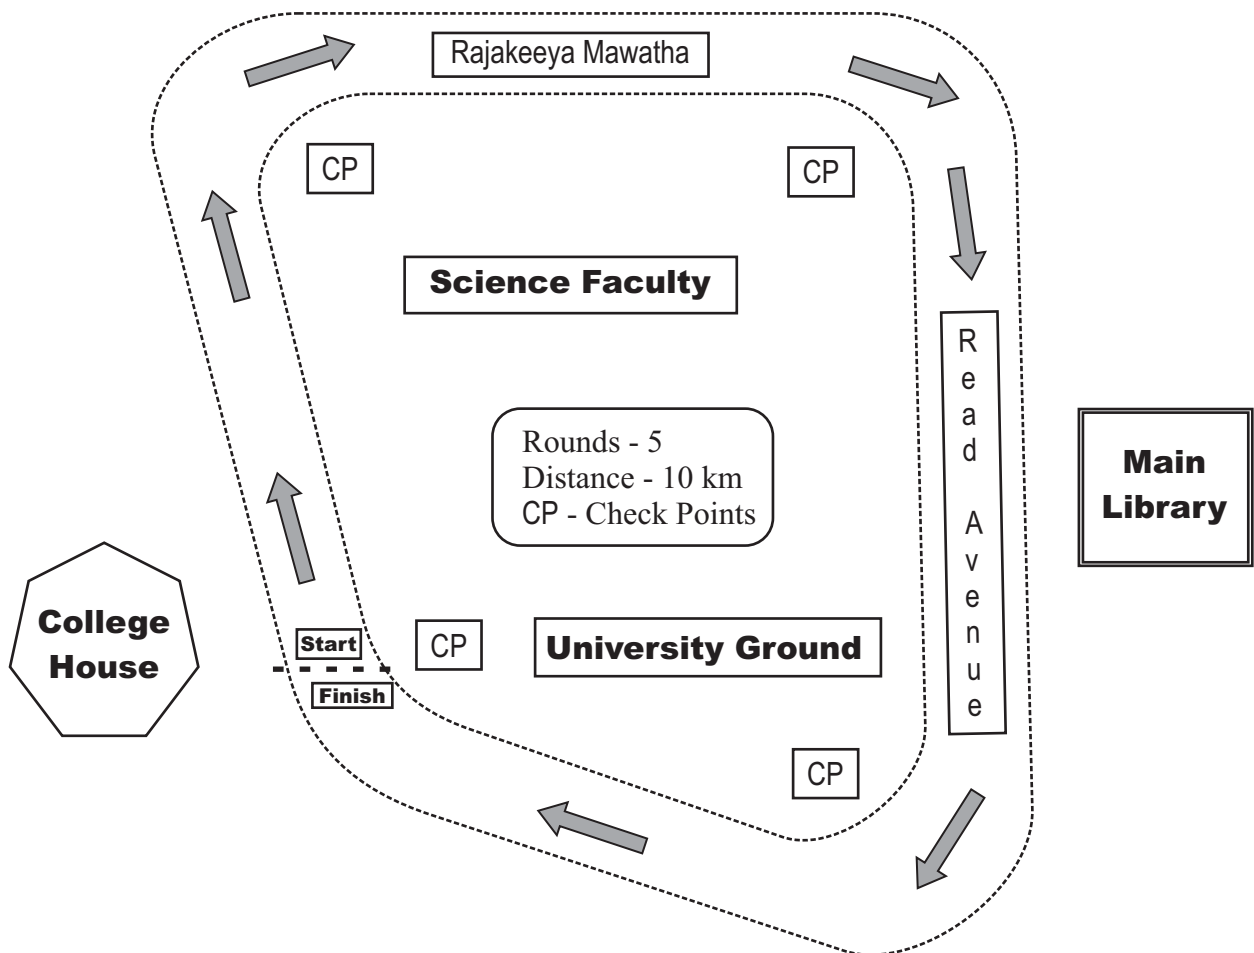 Rajakeeya Mawatha
CP
CP
Science Faculty
Read Avenue
Rounds - 5
Distance - 10 km
CP - Check Points
Main
Library
College
House
Start
Finish
CP
University Ground
CP